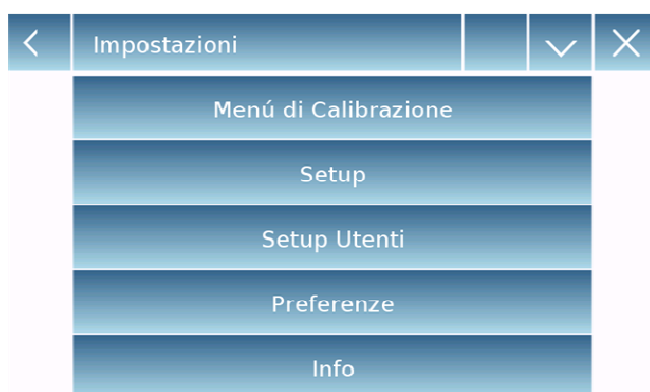 Impostazioni
Menú di Calibrazione
Setup
Setup Utenti
Preferenze
Info